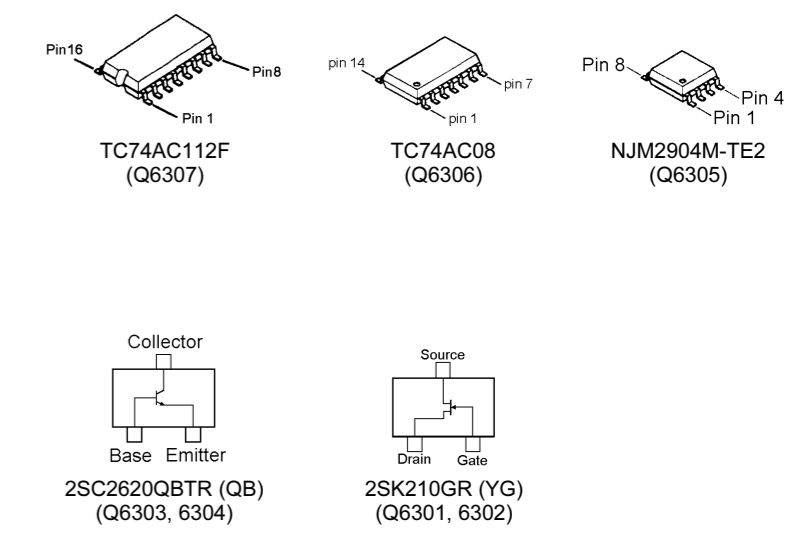 Pin16
Pin8
Pin 1
TC74AC112F
(Q6307)
pin 14
pin 7
pin 1
TC74AC08
(Q6306)
Pin 8
Pin 4
Pin 1
NJM2904M-TE2
(Q6305)
Collector
Base Emitter
2SC2620QBTR (QB)
(Q6303, 6304)
Source
Drain Gate
2SK210GR (YG)
(Q6301, 6302)